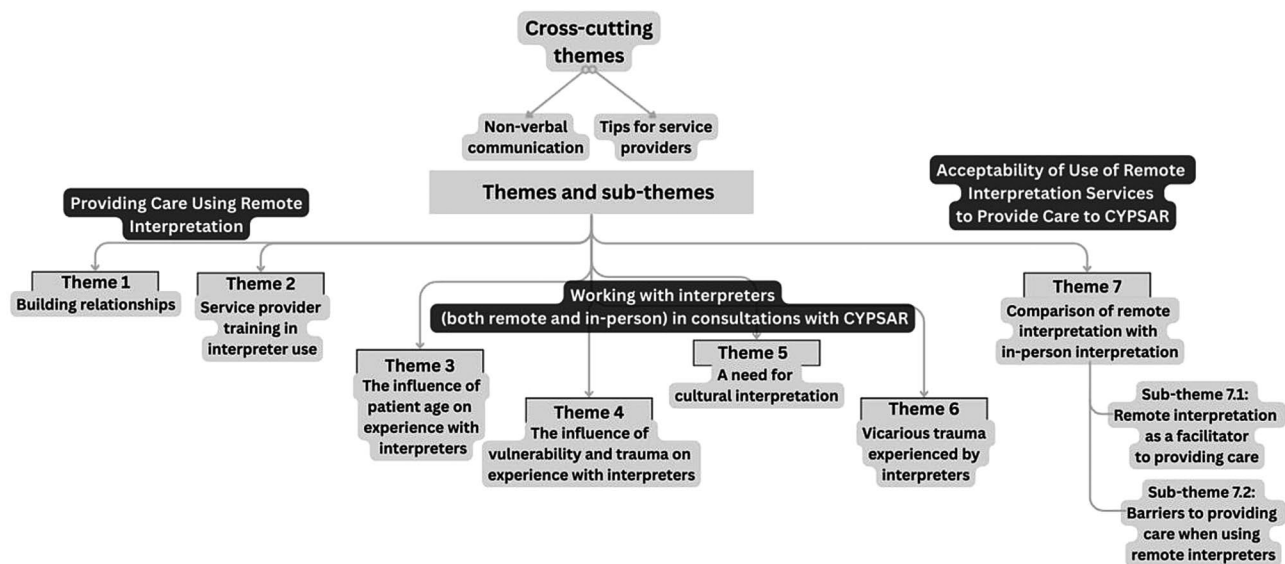 Cross-cutting
themes
Non-verbal
communication
Tips for service
providers
Themes and sub-themes
Providing Care Using Remote
Interpretation
Acceptability of Use of Remote
Interpretation Services
to Provide Care to CYPSAR
Theme 1
Building relationships
Theme 2
Service provider
training in
interpreter use
Working with interpreters
(both remote and in-person) in consultations with CYPSAR
Theme 3
The influence of
patient age on
experience with
interpreters
Theme 4
The influence of
vulnerability and trauma on
experience with interpreters
Theme 5
A need for
cultural interpretation
Theme 6
Vicarious trauma
experienced by
interpreters
Theme 7
Comparison of remote
interpretation with
in-person interpretation
Sub-theme 7.1:
Remote interpretation
as a facilitator
to providing care
Sub-theme 7.2:
Barriers to providing
care when using
remote interpreters